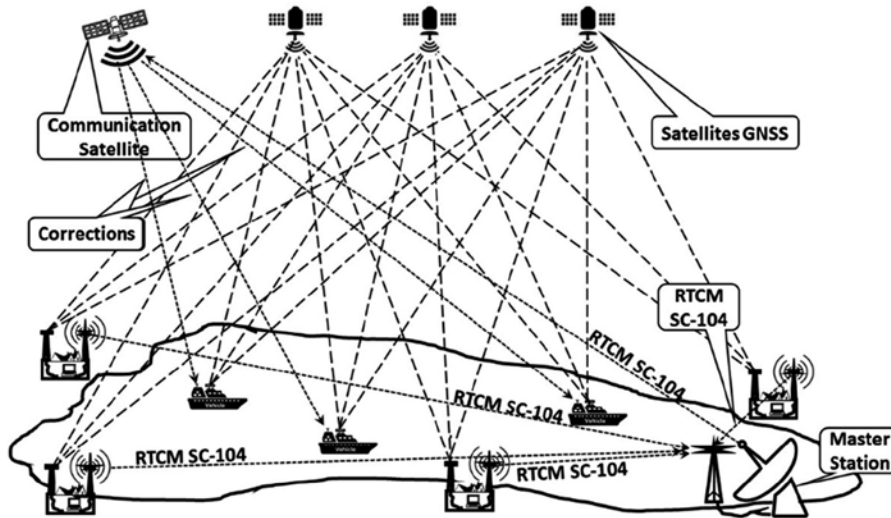 Communication
Satellite
Satellites GNSS
Corrections
RTCM
SC-104
RTCM SC-104
RTCM SC-104
RTCM SC-104
RTCM SC-104
Master
Station